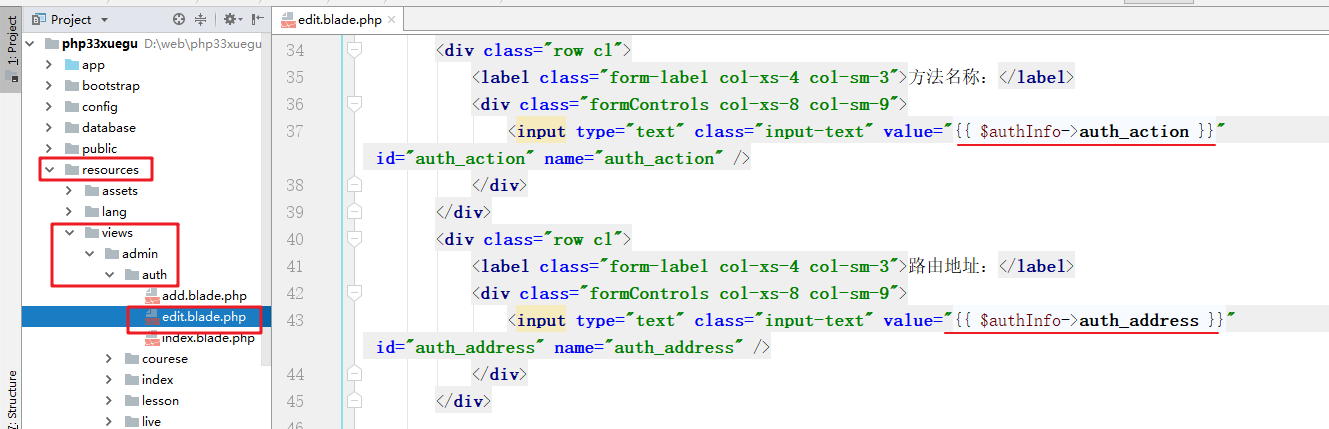 1: Project
Project
edit.blade.php
php33xuegu D:\web\php33xuegu
app
bootstrap
config
database
public
resources
assets
lang
views
admin
auth
add.blade.php
edit.blade.php
index.blade.php
courese
index
lesson
live
Z: Structure
34 <div class="row cl">
35 <label class="form-label col-xs-4 col-sm-3">方法名称：</label>
36 <div class="formControls col-xs-8 col-sm-9">
37 <input type="text" class="input-text" value="{{ $authInfo->auth_action }}"
id="auth_action" name="auth_action" />
38 </div>
39 </div>
40 <div class="row cl">
41 <label class="form-label col-xs-4 col-sm-3">路由地址：</label>
42 <div class="formControls col-xs-8 col-sm-9">
43 <input type="text" class="input-text" value="{{ $authInfo->auth_address }}"
id="auth_address" name="auth_address" />
44 </div>
45 </div>